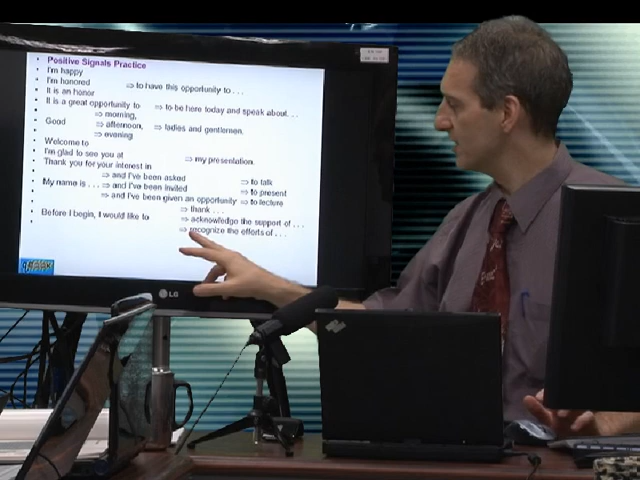 Positive Signals Practice
I'm happy
I'm honored ⇒ to have this opportunity to . . .
It is an honor
It is a great opportunity to ⇒ to be here today and speak about. . .
⇒ morning,
Good ⇒ afternoon, ⇒ ladies and gentlemen.
⇒ evening
Welcome to
I'm glad to see you at ⇒ my presentation.
Thank you for your interest in
⇒ and I've been asked ⇒ to talk
My name is . . . ⇒ and I've been invited ⇒ to present
⇒ and I've been given an opportunity ⇒ to lecture
⇒ thank . . .
Before I begin, I would like to ⇒ acknowledge the support of . . .
⇒ recognize the efforts of . . .
LG